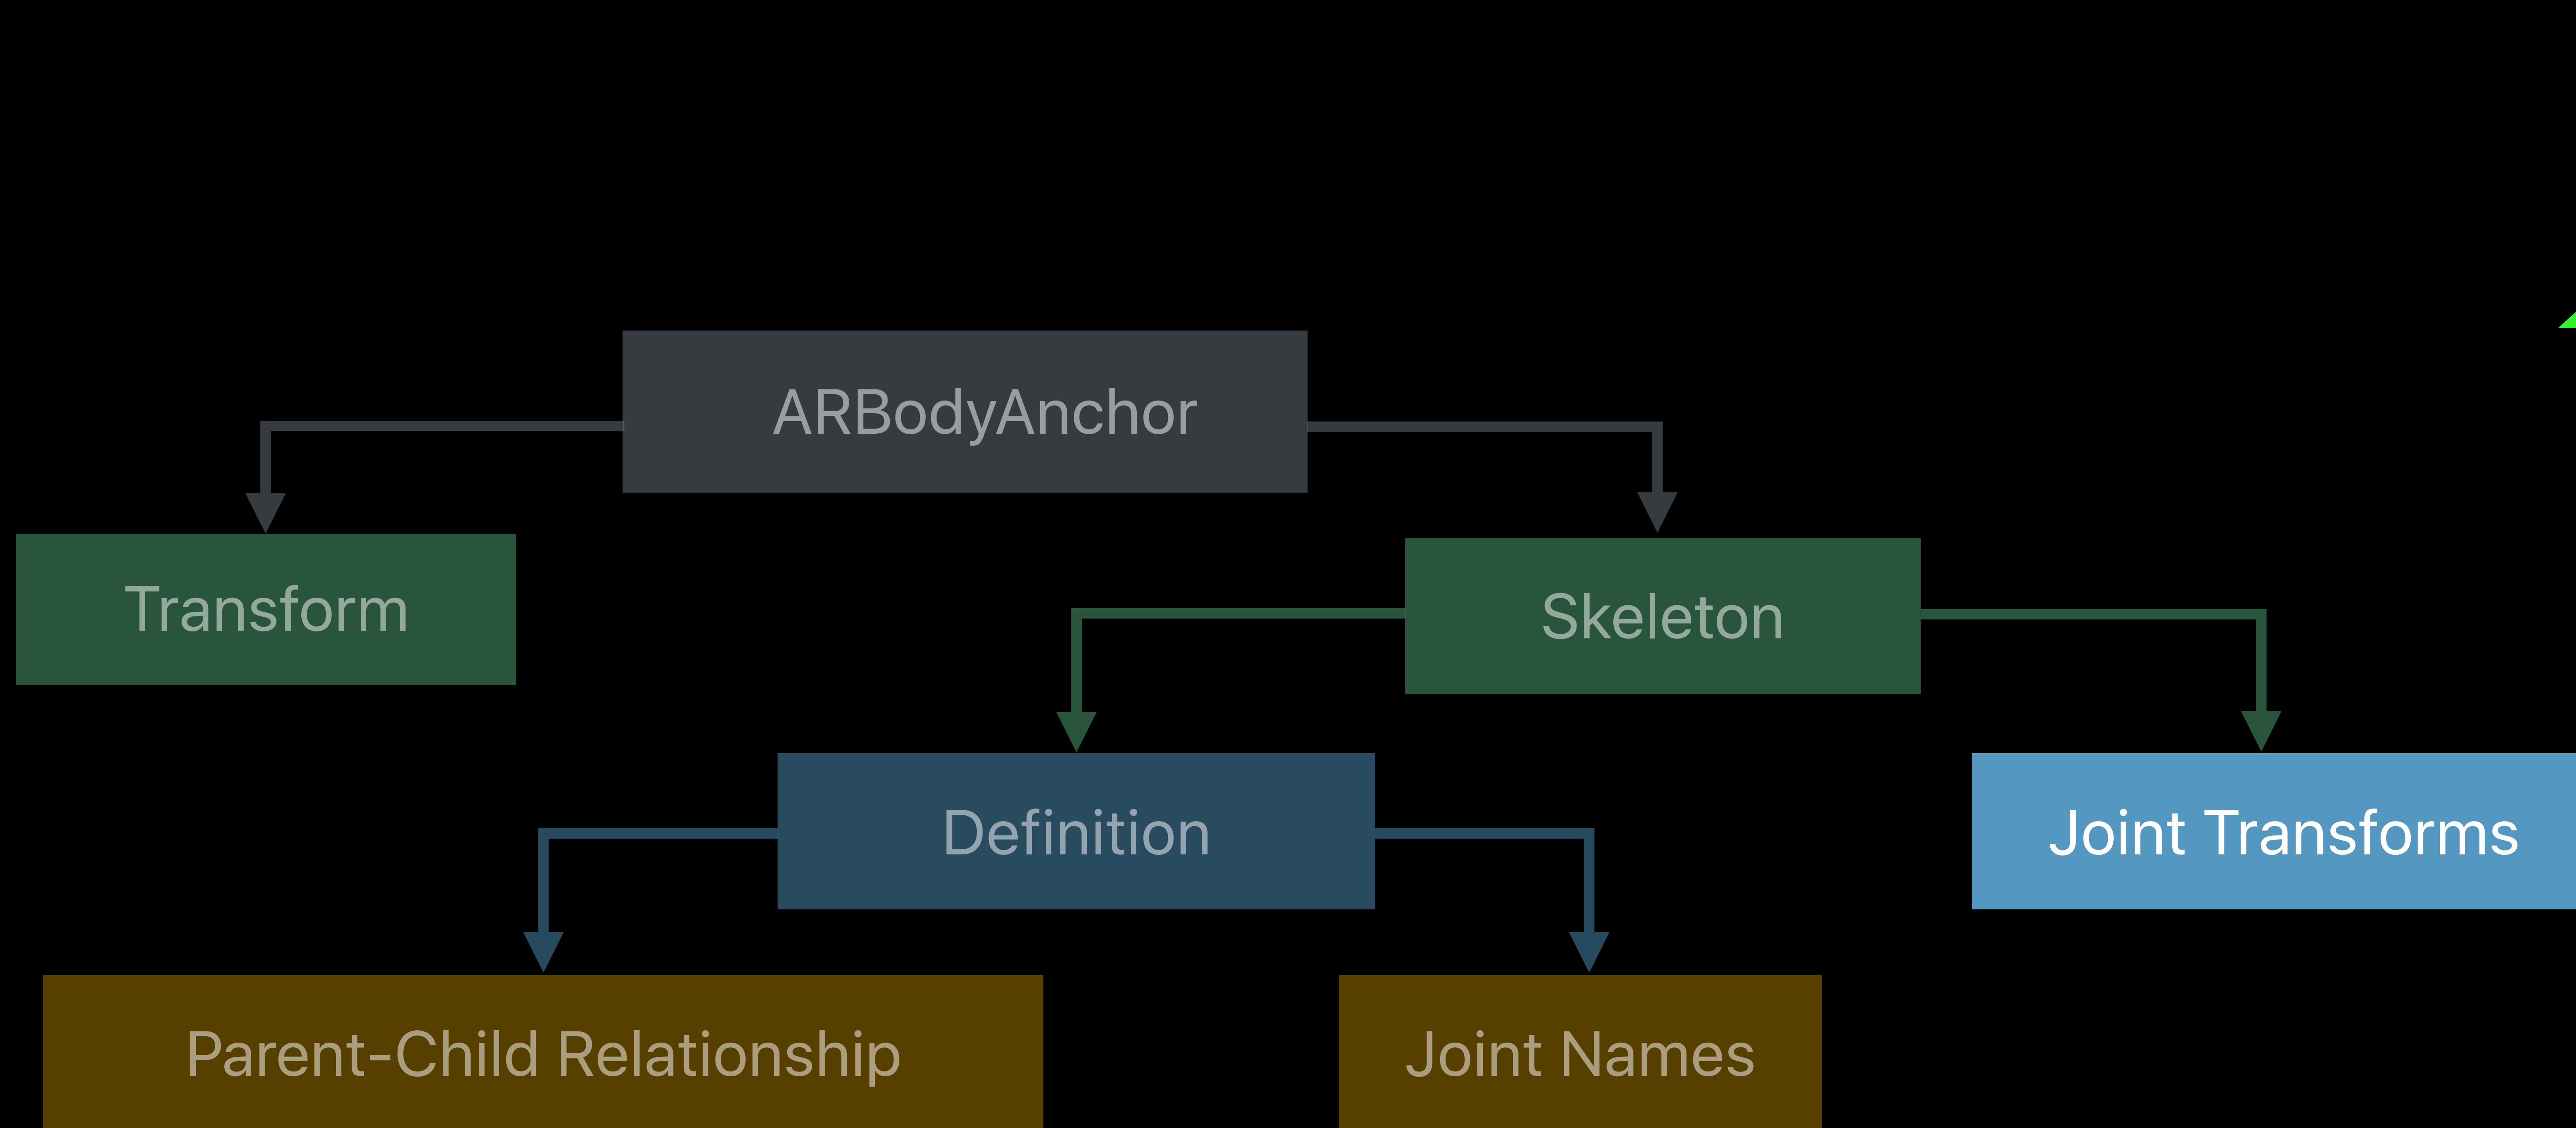 ARBodyAnchor
Transform
Skeleton
Definition
Joint Transforms
Parent-Child Relationship
Joint Names